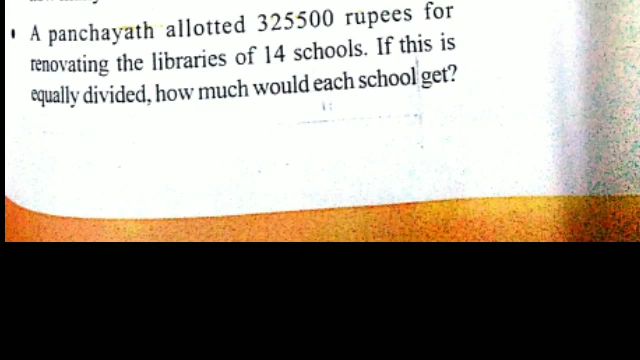 • A panchayath allotted 325500 rupees for
renovating the libraries of 14 schools. If this is
equally divided, how much would each school get?